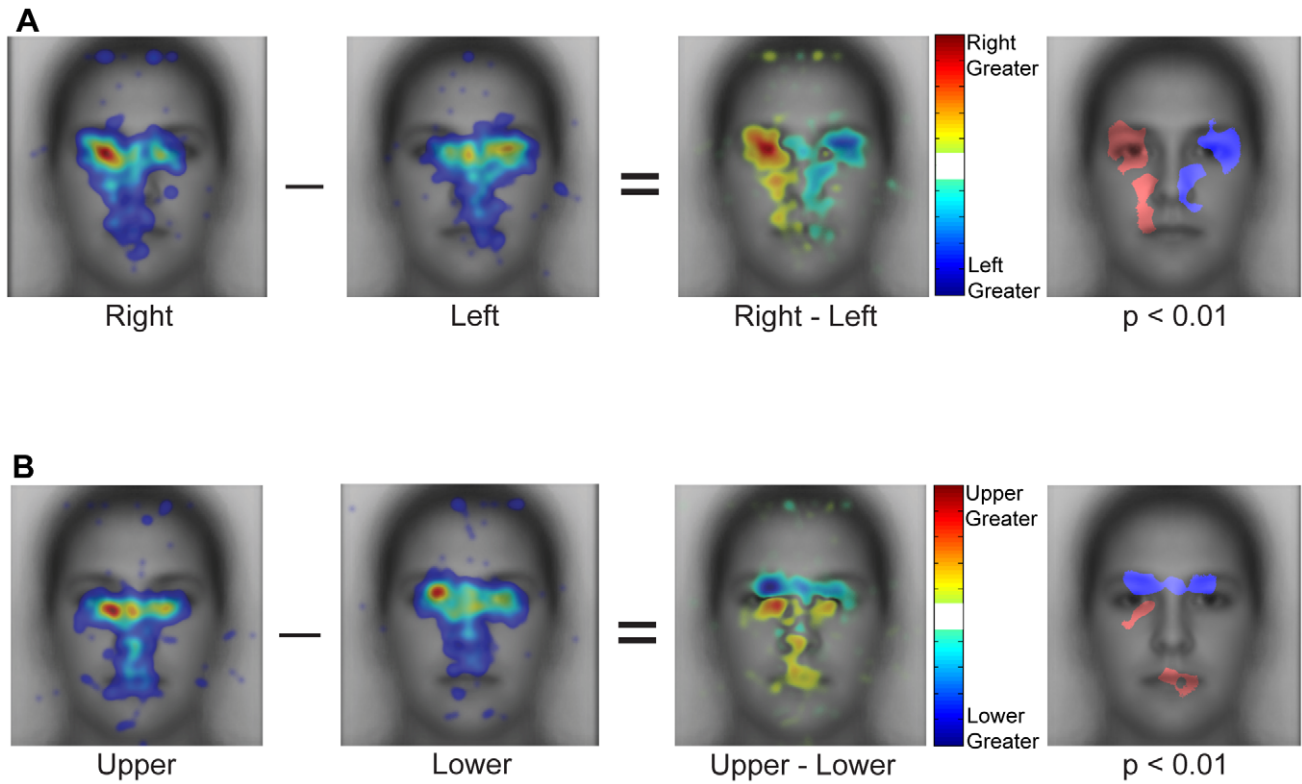 A
Right
Greater
Left
Greater
Right
Left
Right - Left
p < 0.01
B
Upper
Greater
Lower
Greater
Upper
Lower
Upper - Lower
p < 0.01